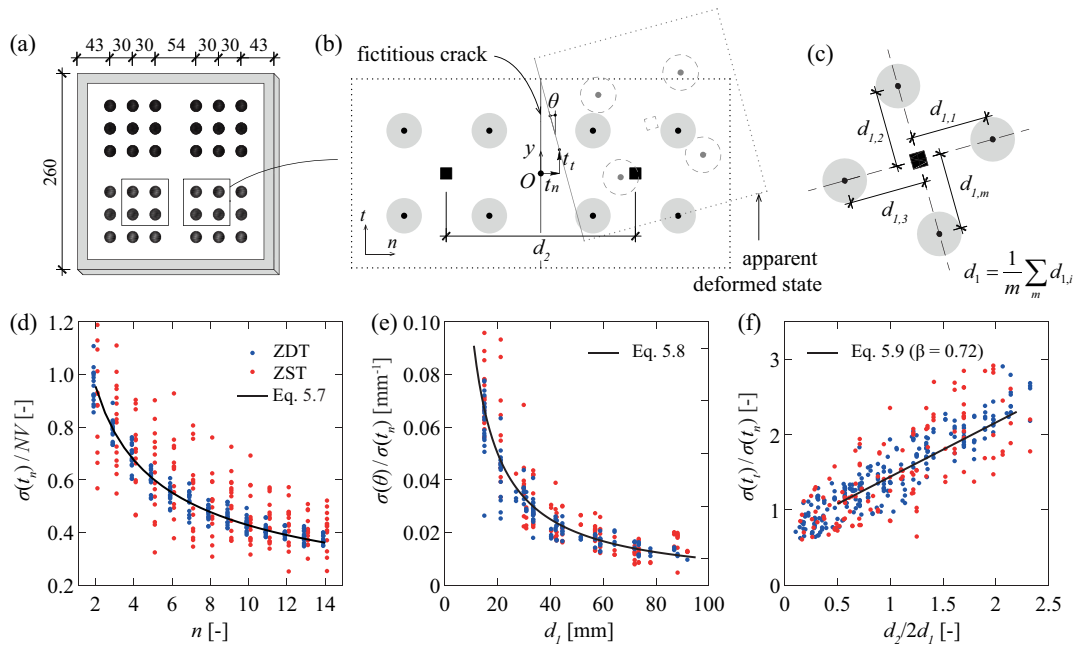 (a)
43 30 30 54 30 30 43
260
(b)
fictitious crack
θ
y
t_t
O
t_n
t
n
d_2
apparent
deformed state
(c)
d_{1,1}
d_{1,2}
d_{1,m}
d_{1,3}
d_1 = \frac{1}{m} \sum_m d_{1,i}
(d)
σ(t_n) / NV [-]
1.2
1.0
0.8
0.6
0.4
0.2
ZDT
ZST
Eq. 5.7
2 4 6 8 10 12 14
n [-]
(e)
σ(θ) / σ(t_n) [mm⁻¹]
0.10
0.08
0.06
0.04
0.02
0
Eq. 5.8
0 20 40 60 80 100
d_1 [mm]
(f)
σ(t_t) / σ(t_n) [-]
3
2
1
0
Eq. 5.9 (β = 0.72)
0 0.5 1 1.5 2 2.5
d_2/2d_1 [-]